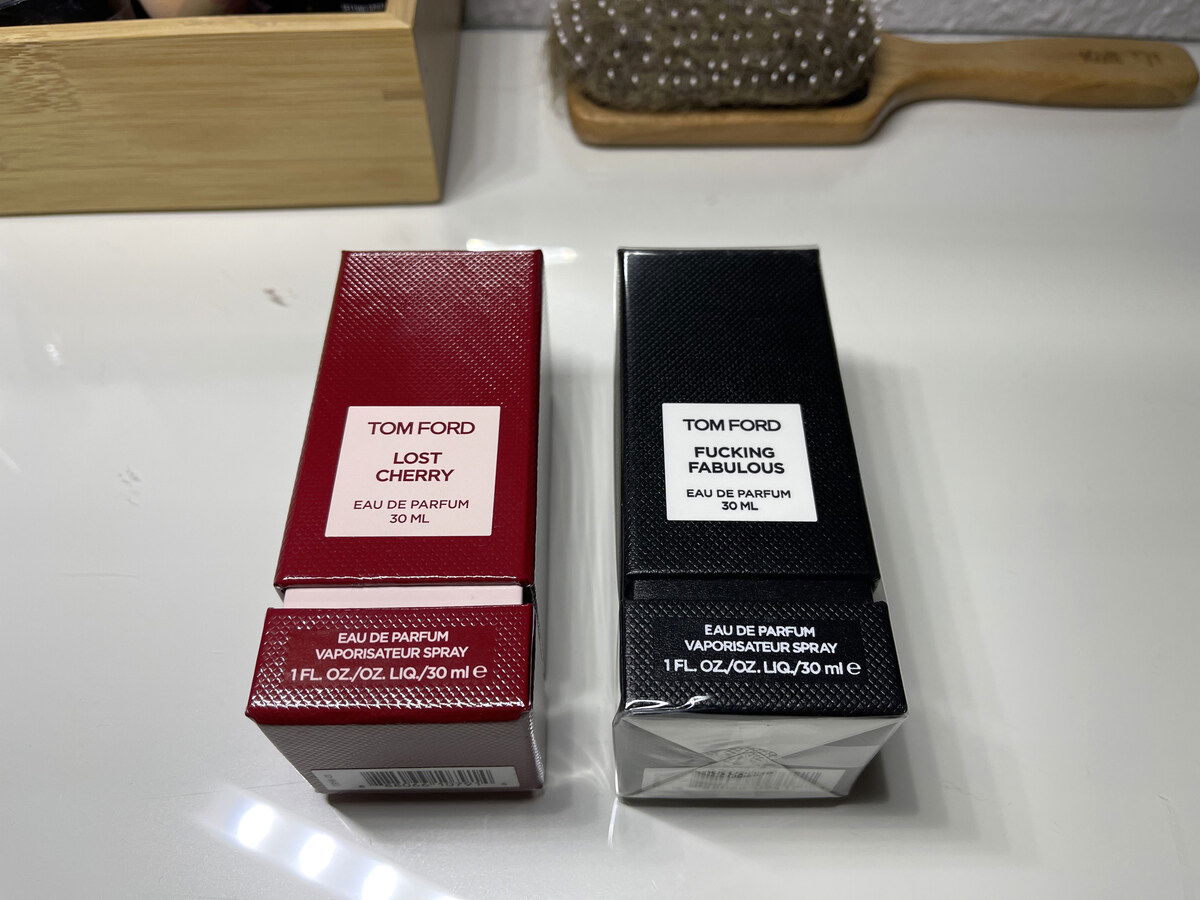 TOM FORD
LOST
CHERRY
EAU DE PARFUM
30 ML
EAU DE PARFUM
VAPORISATEUR SPRAY
1 FL. OZ./OZ. LIQ./30 ml ℮
TOM FORD
FUCKING
FABULOUS
EAU DE PARFUM
30 ML
EAU DE PARFUM
VAPORISATEUR SPRAY
1 FL. OZ./OZ. LIQ./30 ml ℮